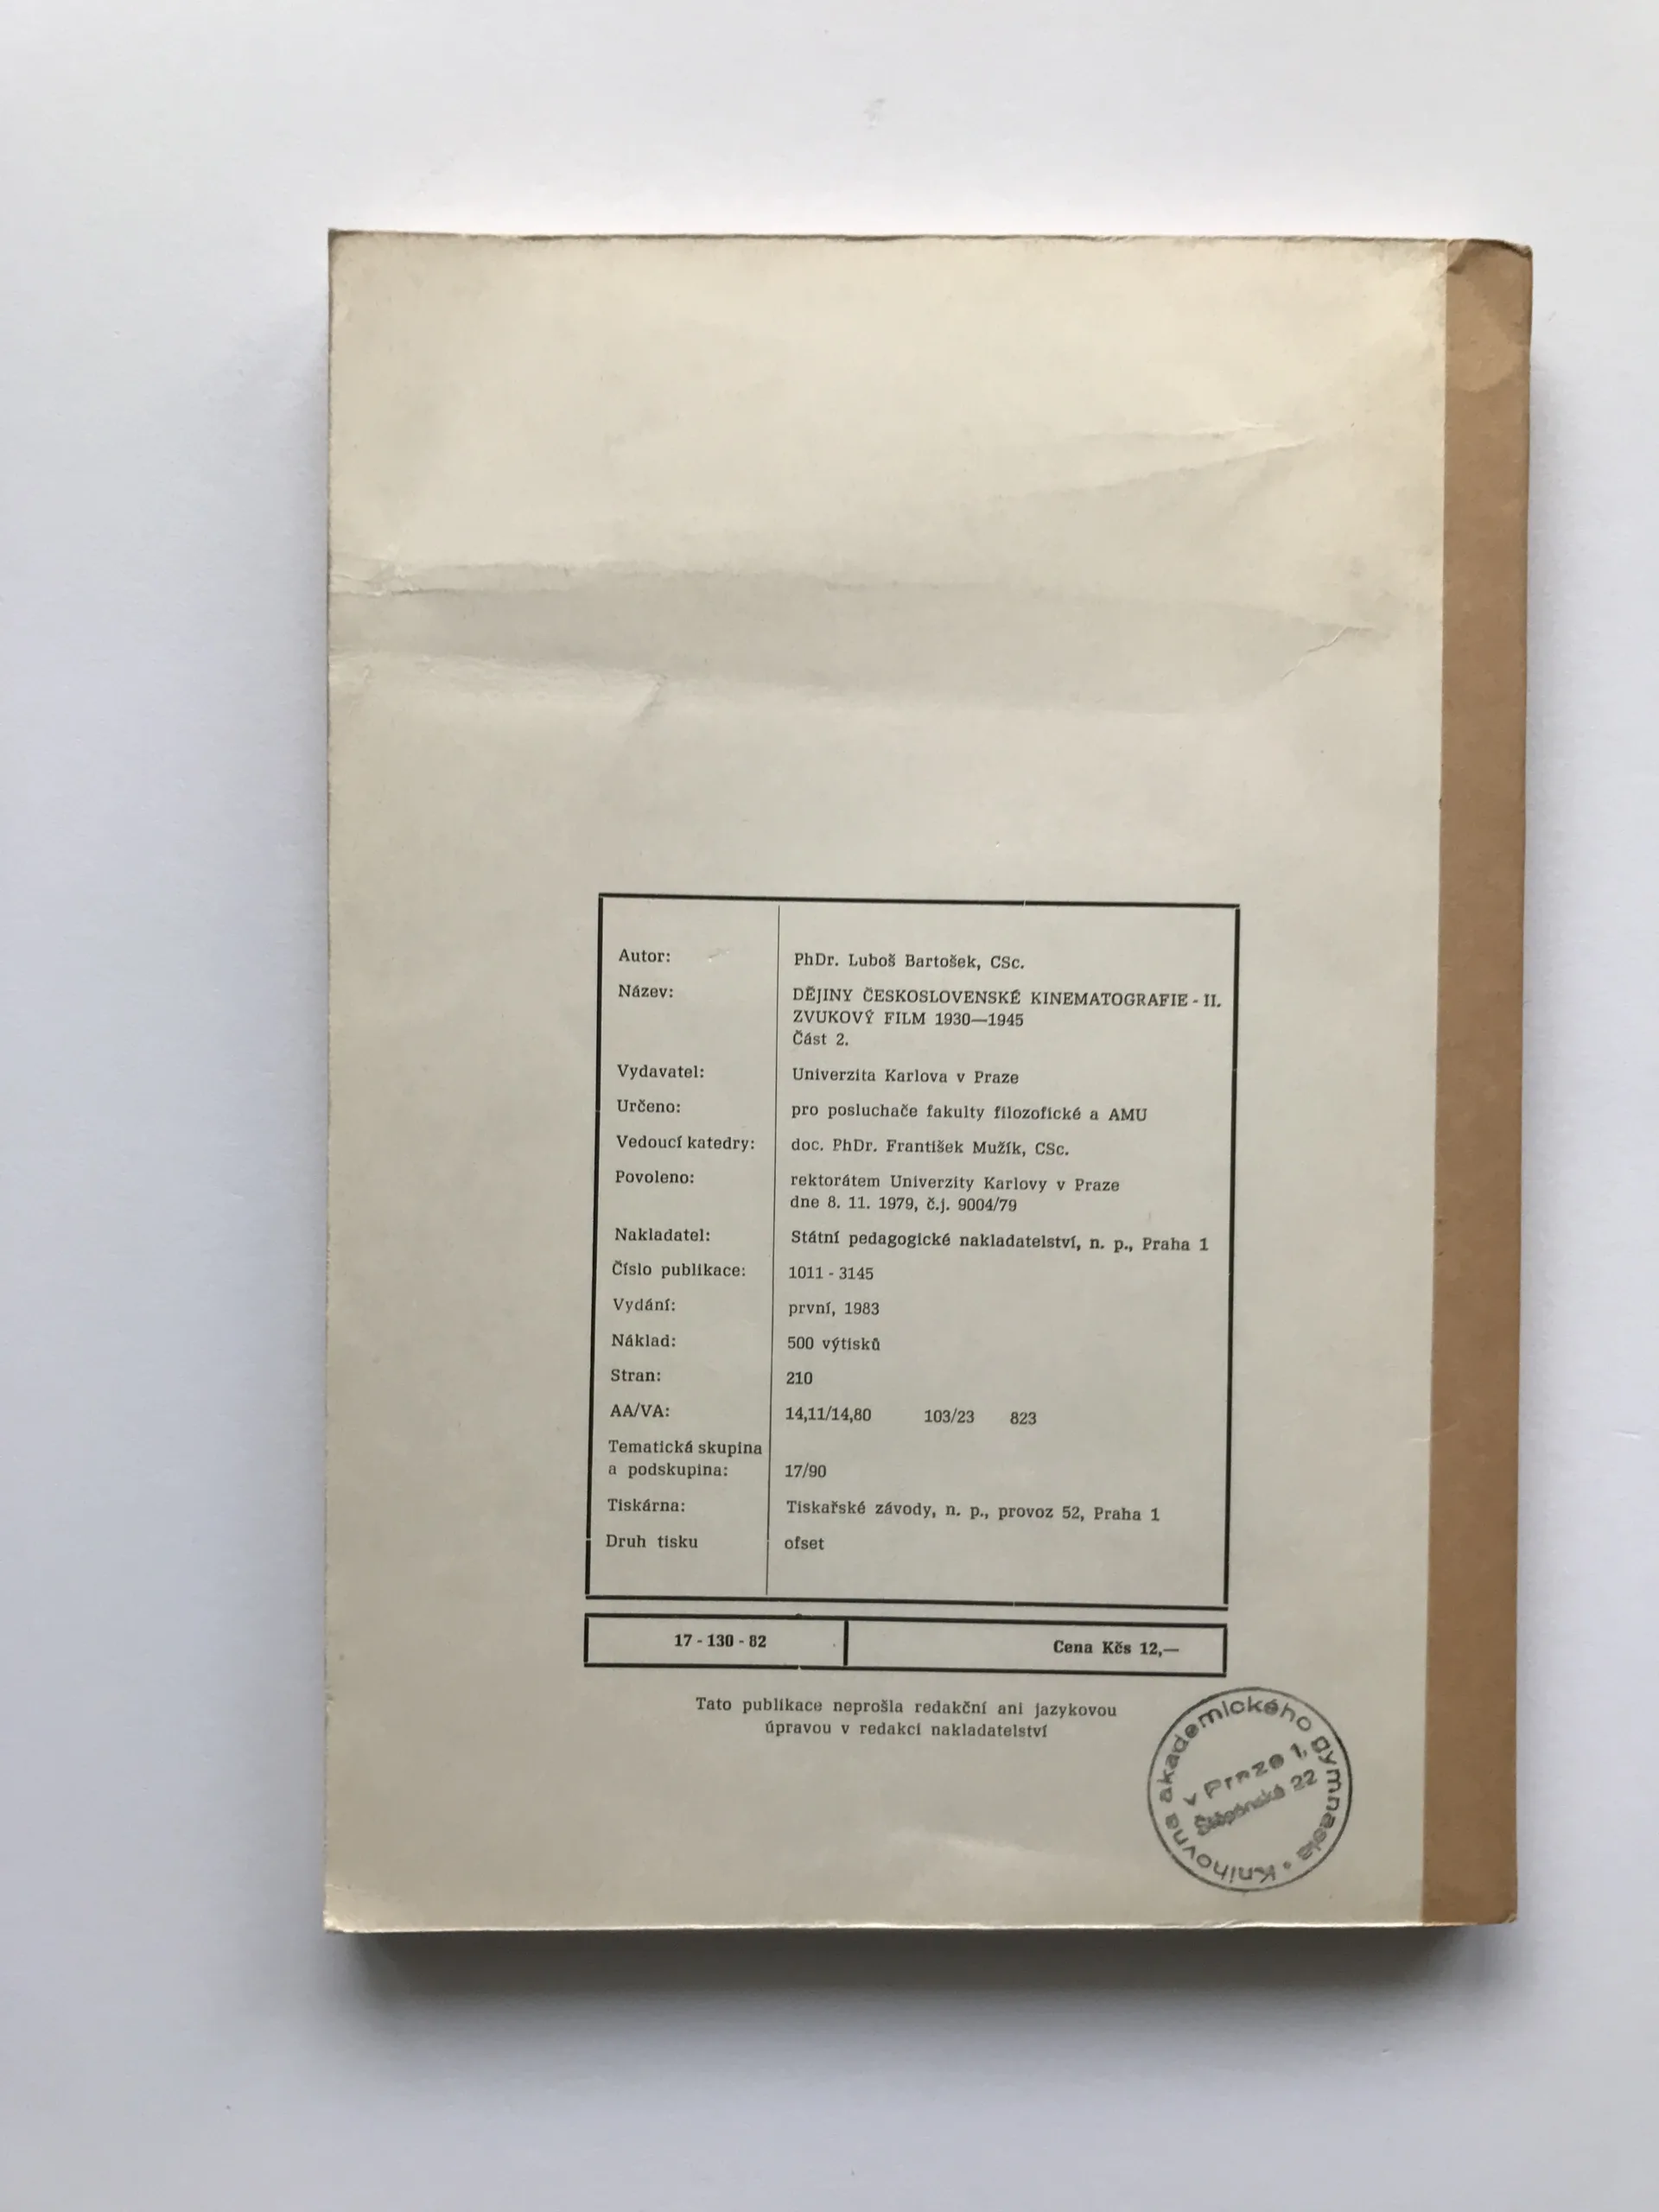 Autor: PhDr. Luboš Bartošek, CSc.
Název: DĚJINY ČESKOSLOVENSKÉ KINEMATOGRAFIE - II.
ZVUKOVÝ FILM 1930—1945
Část 2.
Vydavatel: Univerzita Karlova v Praze
Určeno: pro posluchače fakulty filozofické a AMU
Vedoucí katedry: doc. PhDr. František Mužík, CSc.
Povoleno: rektorátem Univerzity Karlovy v Praze
dne 8. 11. 1979, č.j. 9004/79
Nakladatel: Státní pedagogické nakladatelství, n. p., Praha 1
Číslo publikace: 1011 - 3145
Vydání: první, 1983
Náklad: 500 výtisků
Stran: 210
AA/VA: 14,11/14,80 103/23 823
Tematická skupina
a podskupina: 17/90
Tiskárna: Tiskařské závody, n. p., provoz 52, Praha 1
Druh tisku ofset
17 - 130 - 82 Cena Kčs 12,—
Tato publikace neprošla redakční ani jazykovou
úpravou v redakci nakladatelství
Knihovna akademického gymnasia •
v Praze 1,
Štěpánská 22